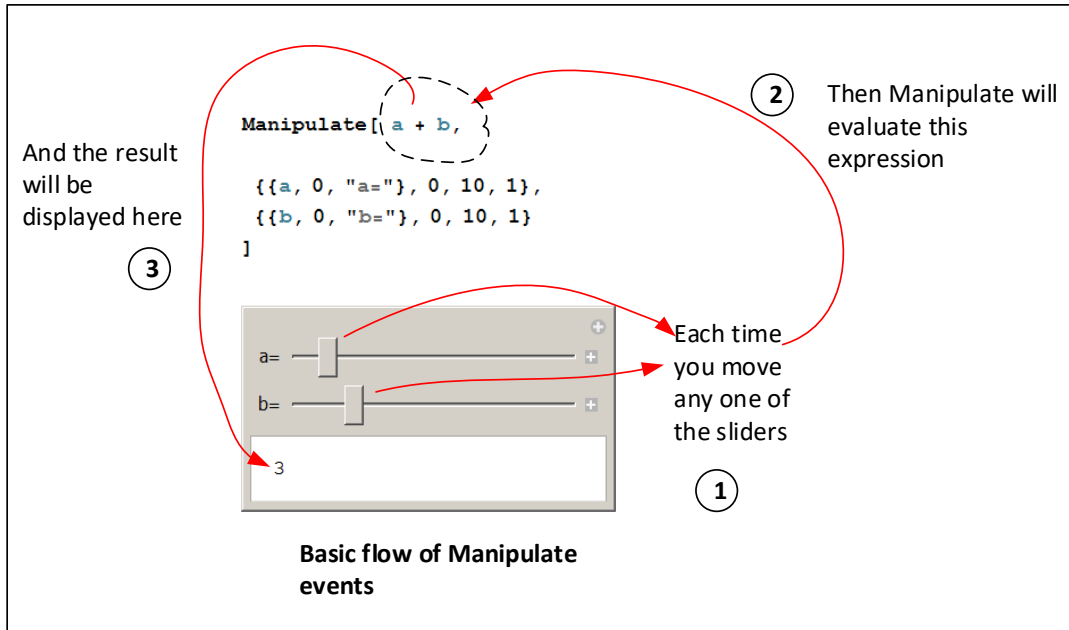 Manipulate[ a + b,
{{a, 0, "a="}, 0, 10, 1},
{{b, 0, "b="}, 0, 10, 1}
]
2
Then Manipulate will
evaluate this
expression
And the result
will be
displayed here
3
a=
b=
3
Each time
you move
any one of
the sliders
1
Basic flow of Manipulate
events